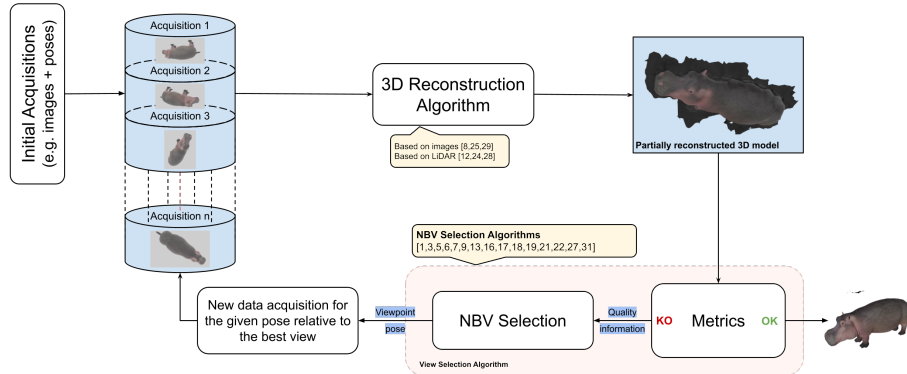 Initial Acquisitions
(e.g. images + poses)
Acquisition 1
Acquisition 2
Acquisition 3
Acquisition n
3D Reconstruction
Algorithm
Based on images [8,25,29]
Based on LiDAR [12,24,28]
Partially reconstructed 3D model
NBV Selection Algorithms
[1,3,5,6,7,9,13,16,17,18,19,21,22,27,31]
New data acquisition for
the given pose relative to
the best view
Viewpoint
pose
NBV Selection
Quality
information
KO
Metrics
OK
View Selection Algorithm